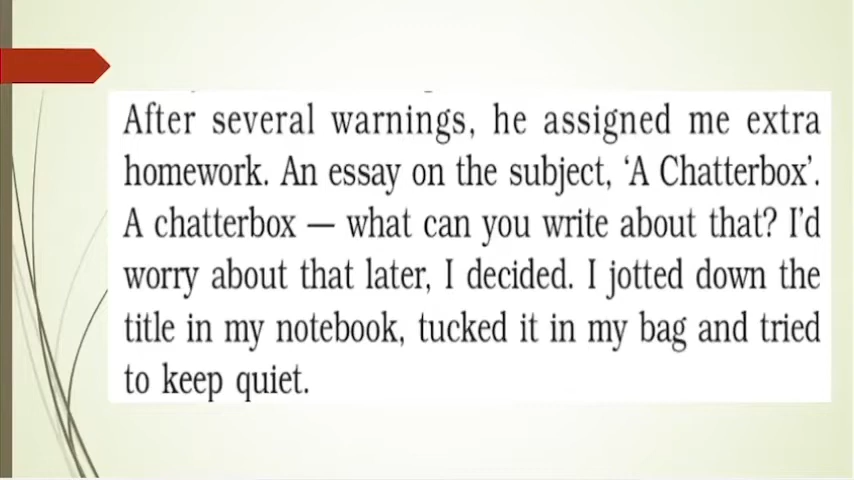 After several warnings, he assigned me extra
homework. An essay on the subject, ‘A Chatterbox’.
A chatterbox — what can you write about that? I’d
worry about that later, I decided. I jotted down the
title in my notebook, tucked it in my bag and tried
to keep quiet.